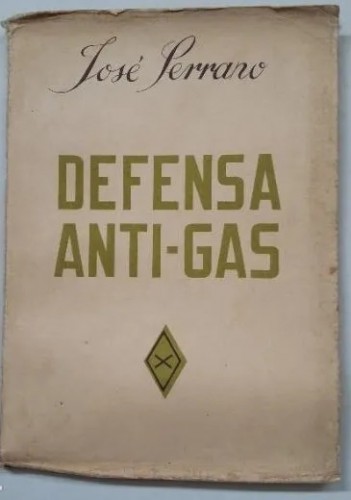 José Serrano
DEFENSA
ANTI-GAS